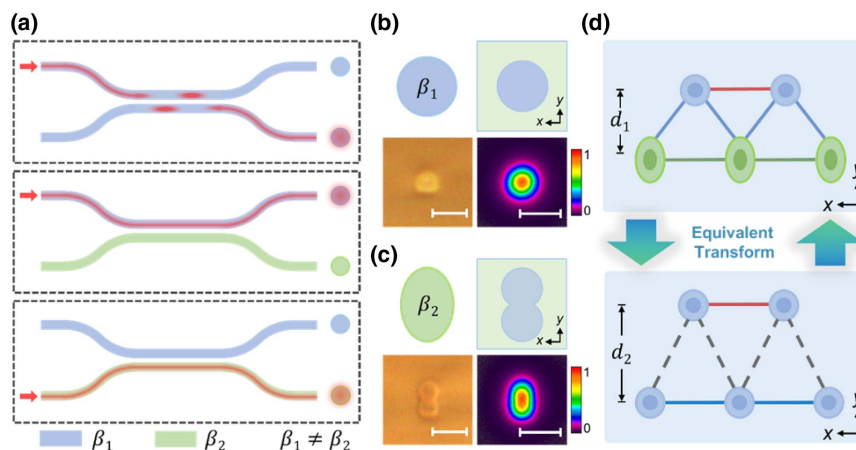 (a)
β₁
β₂
β₁ ≠ β₂
(b)
β₁
y
x
1
0
(c)
β₂
y
x
1
0
(d)
d₁
y
x
Equivalent
Transform
d₂
y
x